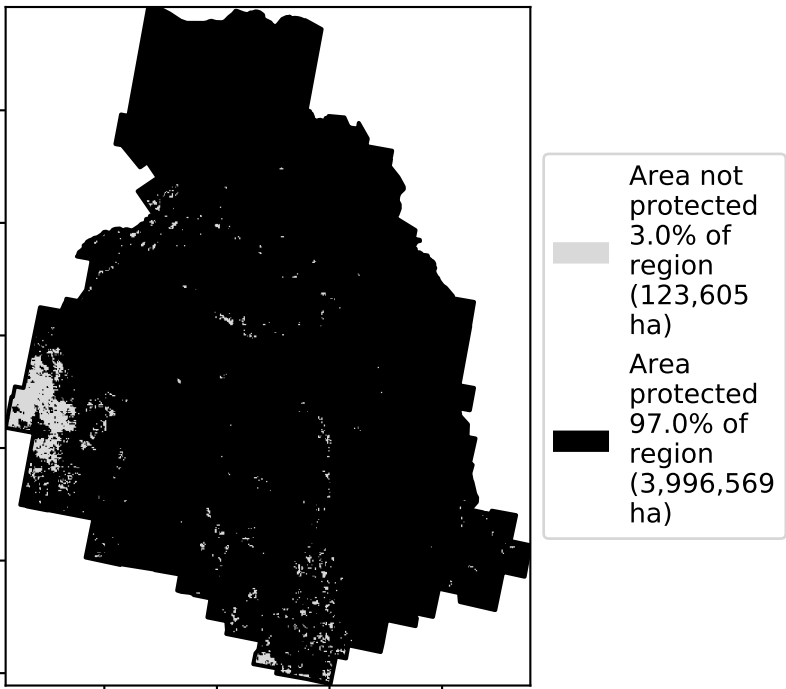 Area not
protected
3.0% of
region
(123,605
ha)
Area
protected
97.0% of
region
(3,996,569
ha)